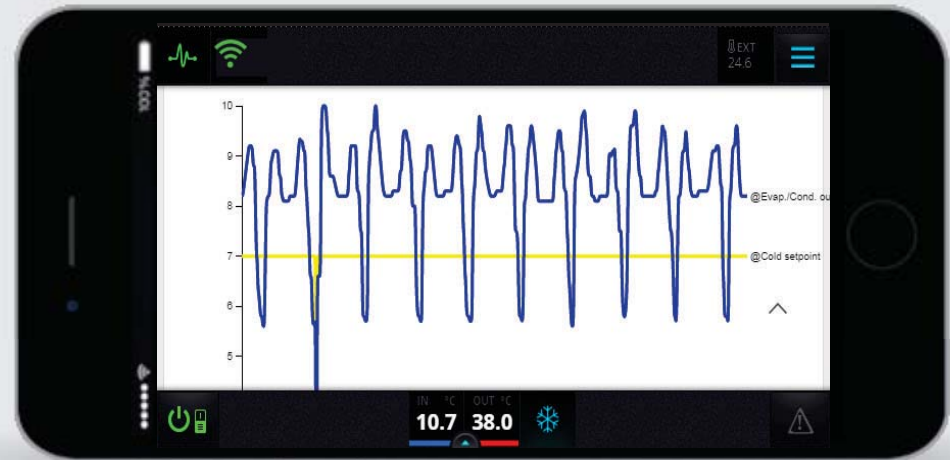 100%
EXT
24.6
10
9
8
7
6
5
@Evap./Cond. ou
@Cold setpoint
IN °C OUT °C
10.7 38.0